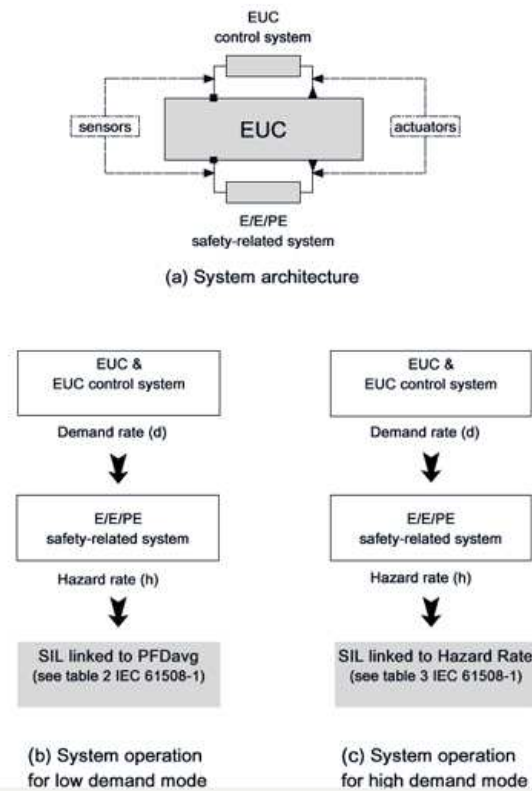 EUC
control system
sensors
EUC
actuators
E/E/PE
safety-related system
(a) System architecture
EUC &
EUC control system
Demand rate (d)
E/E/PE
safety-related system
Hazard rate (h)
SIL linked to PFDavg
(see table 2 IEC 61508-1)
(b) System operation
for low demand mode
EUC &
EUC control system
Demand rate (d)
E/E/PE
safety-related system
Hazard rate (h)
SIL linked to Hazard Rate
(see table 3 IEC 61508-1)
(c) System operation
for high demand mode